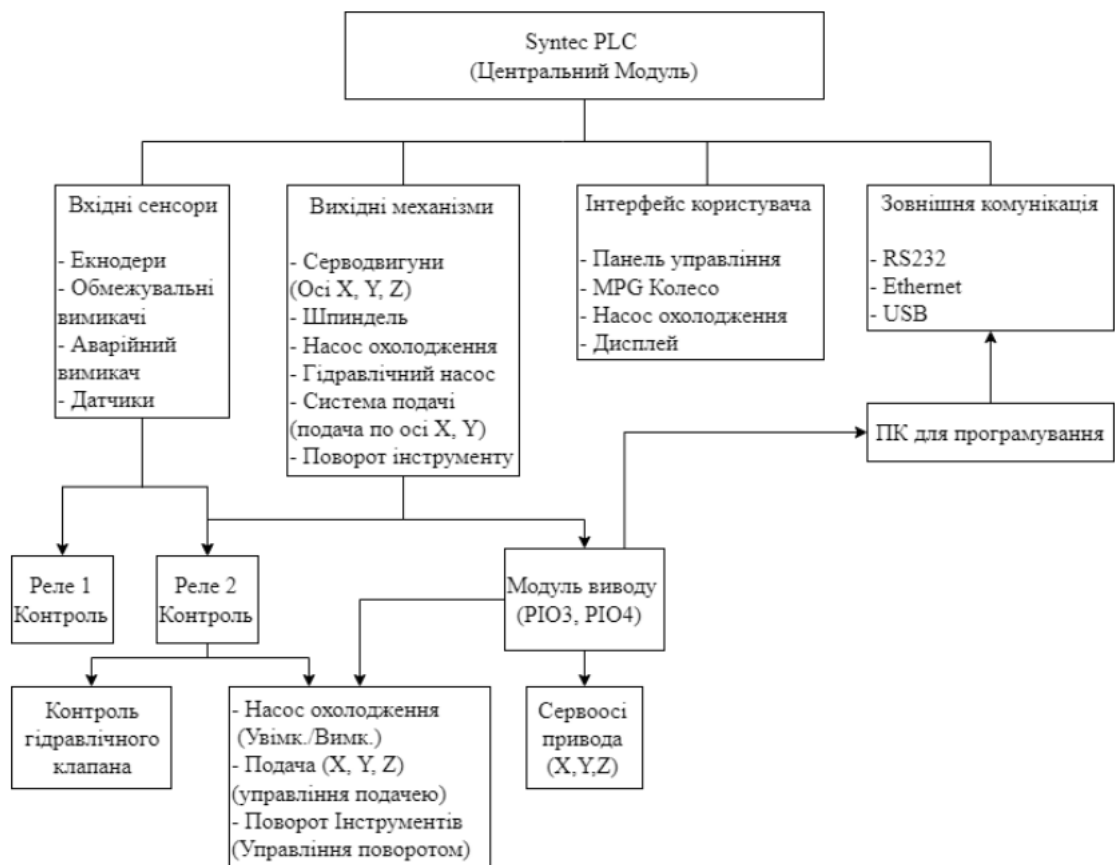 Syntec PLC
(Центральний Модуль)
Вхідні сенсори
- Екнодери
- Обмежувальні
вимикачі
- Аварійний
вимикач
- Датчики
Вихідні механізми
- Серводвигуни
(Осі X, Y, Z)
- Шпиндель
- Насос охолодження
- Гідравлічний насос
- Система подачі
(подача по осі X, Y)
- Поворот інструменту
Інтерфейс користувача
- Панель управління
- MPG Колесо
- Насос охолодження
- Дисплей
Зовнішня комунікація
- RS232
- Ethernet
- USB
ПК для програмування
Реле 1
Контроль
Реле 2
Контроль
Модуль виводу
(PIO3, PIO4)
Контроль
гідравлічного
клапана
- Насос охолодження
(Увімк./Вимк.)
- Подача (X, Y, Z)
(управління подачею)
- Поворот Інструментів
(Управління поворотом)
Сервоосі
привода
(X,Y,Z)